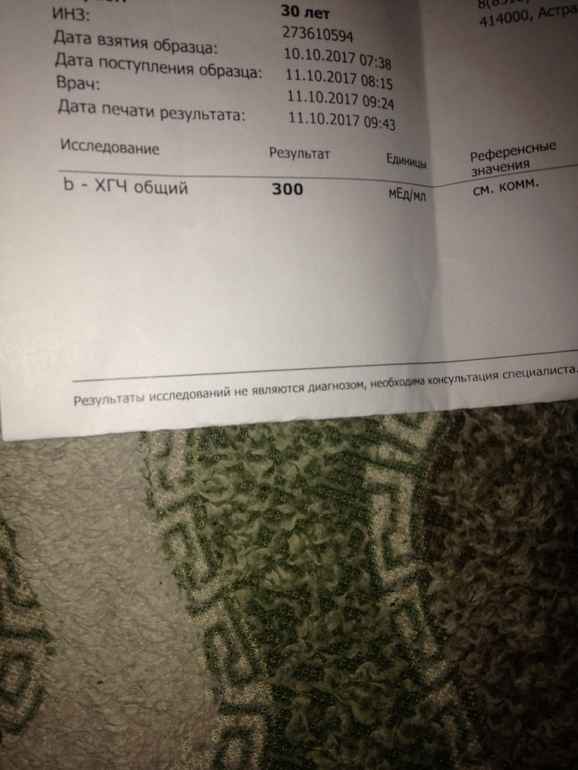 30 лет
ИНЗ: 273610594
Дата взятия образца: 10.10.2017 07:38
Дата поступления образца: 11.10.2017 08:15
Врач: 11.10.2017 09:24
Дата печати результата: 11.10.2017 09:43
414000, Астра
Исследование Результат Единицы Референсные значения
b - ХГЧ общий 300 мЕд/мл см. комм.
Результаты исследований не являются диагнозом, необходима консультация специалиста.